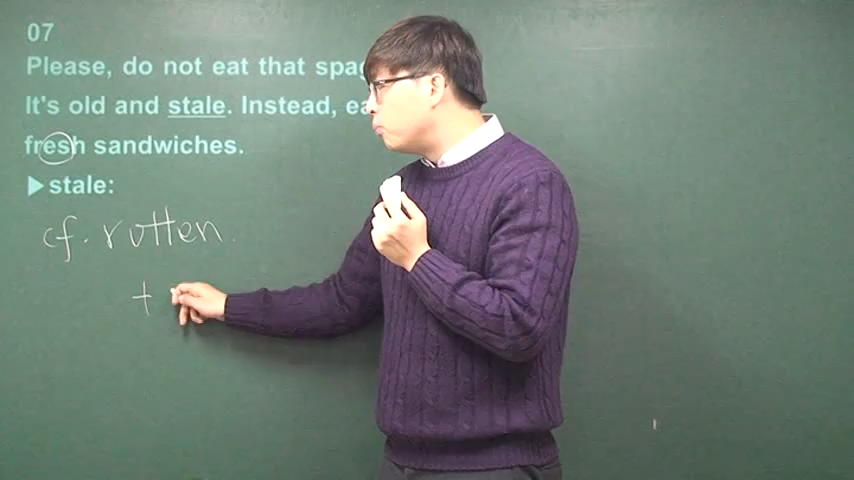 07
Please, do not eat that spag
It's old and stale. Instead, ea
fresh sandwiches.
▶stale:
cf. rotten.
+